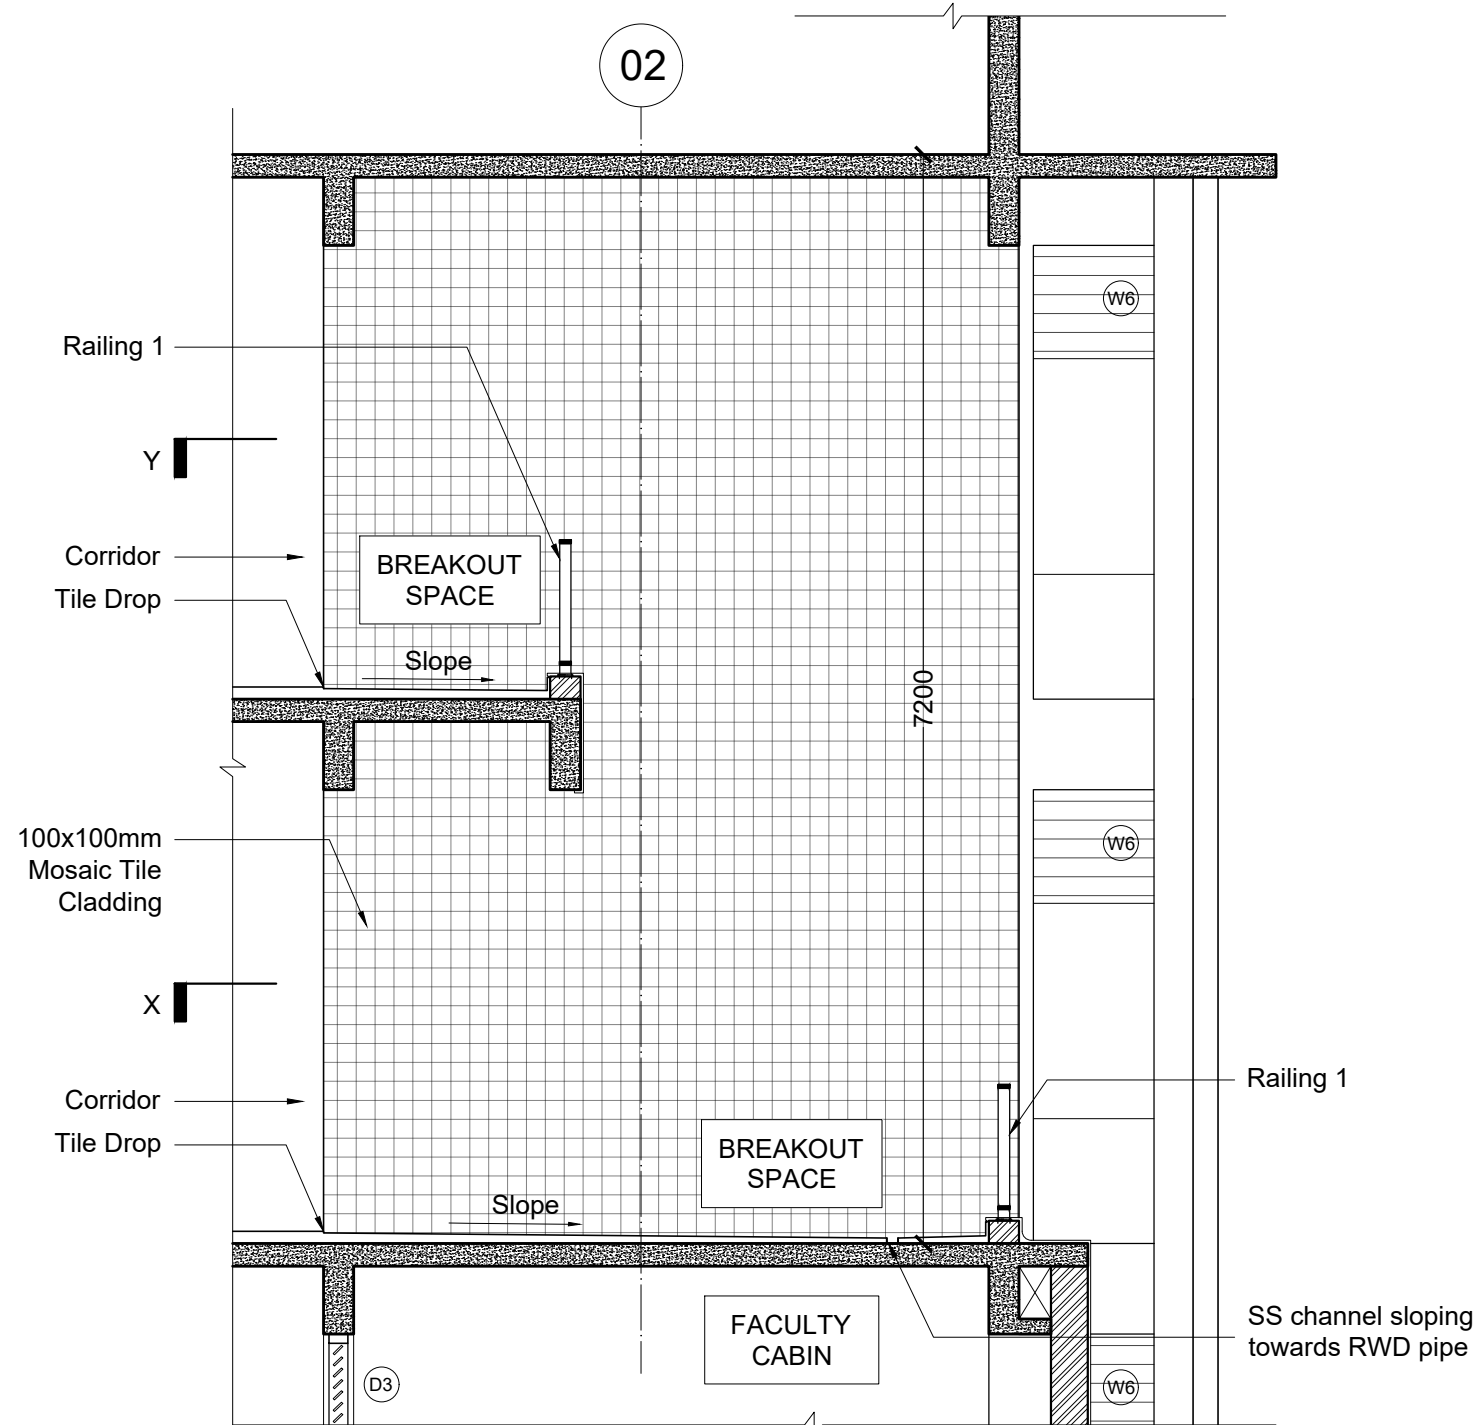 02
W6
Railing 1
Y
Corridor
BREAKOUT
SPACE
Tile Drop
Slope
7200
100x100mm
Mosaic Tile
Cladding
W6
X
Corridor
Railing 1
Tile Drop
BREAKOUT
SPACE
Slope
FACULTY
CABIN
SS channel sloping
towards RWD pipe
D3
W6